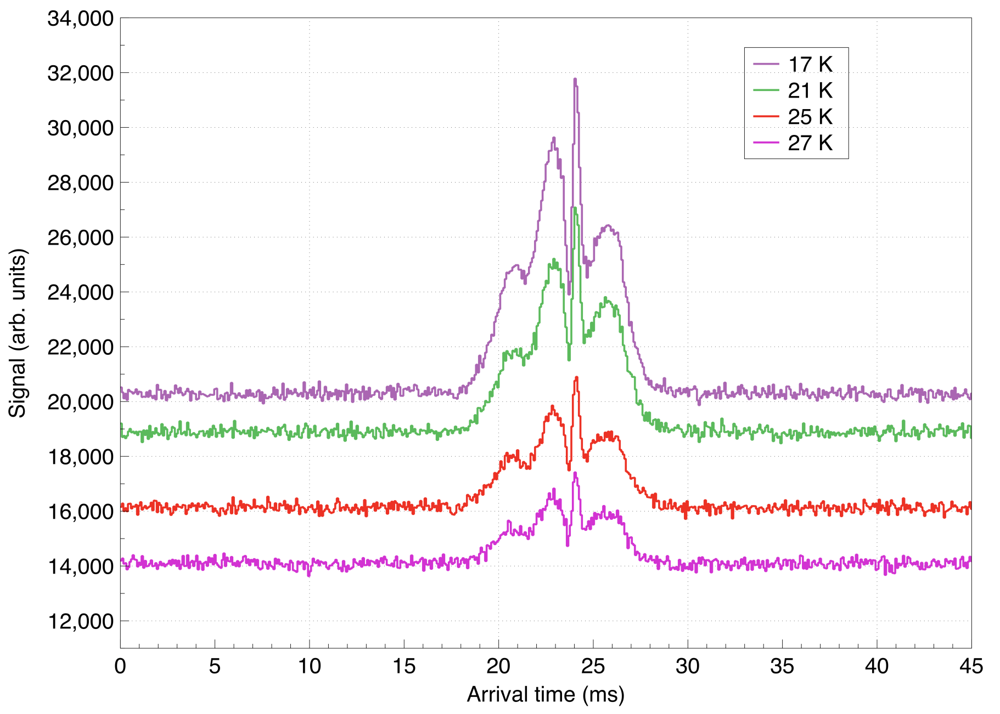 34,000
32,000
30,000
28,000
26,000
24,000
22,000
20,000
18,000
16,000
14,000
12,000
Signal (arb. units)
17 K
21 K
25 K
27 K
0 5 10 15 20 25 30 35 40 45
Arrival time (ms)